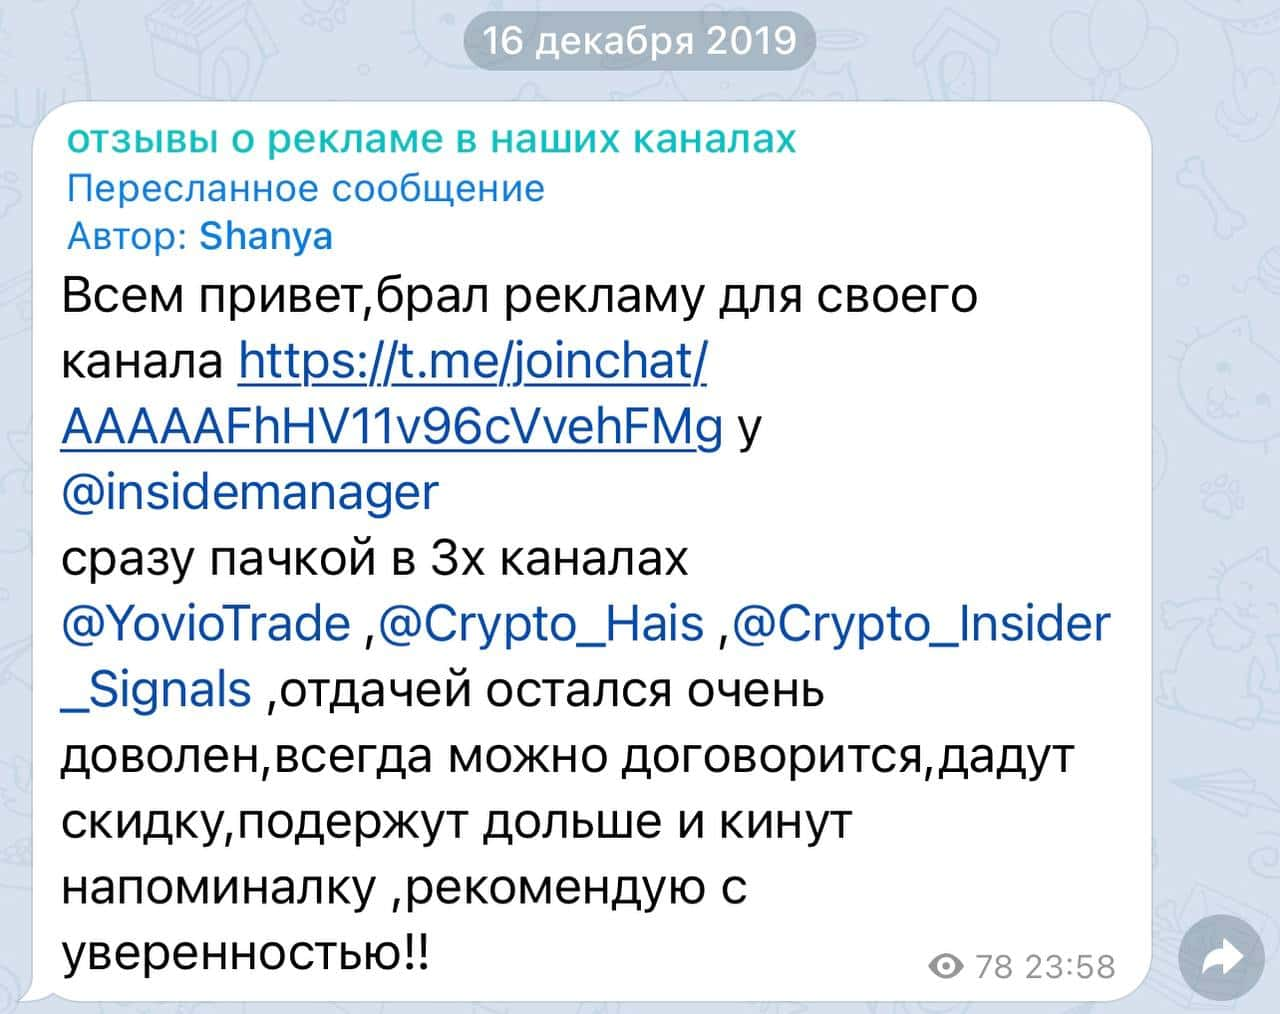 16 декабря 2019
отзывы о рекламе в наших каналах
Пересланное сообщение
Автор: Shanya
Всем привет,брал рекламу для своего
канала https://t.me/joinchat/
AAAAAFhHV11v96cVvehFMg у
@insidemanager
сразу пачкой в 3х каналах
@YovioTrade ,@Crypto_Hais ,@Crypto_Insider
_Signals ,отдачей остался очень
доволен,всегда можно договорится,дадут
скидку,подержут дольше и кинут
напоминалку ,рекомендую с
уверенностью!!
78 23:58